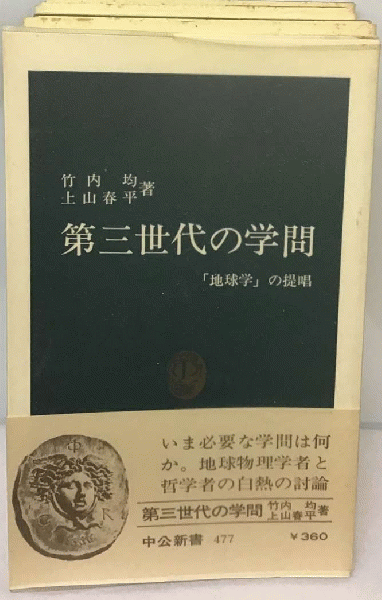 竹内均
上山春平著
第三世代の学問
「地球学」の提唱
いま必要な学問は何
か。地球物理学者と
哲学者の白熱の討論
第三世代の学問 竹内均 上山春平著
中公新書 477 ¥360